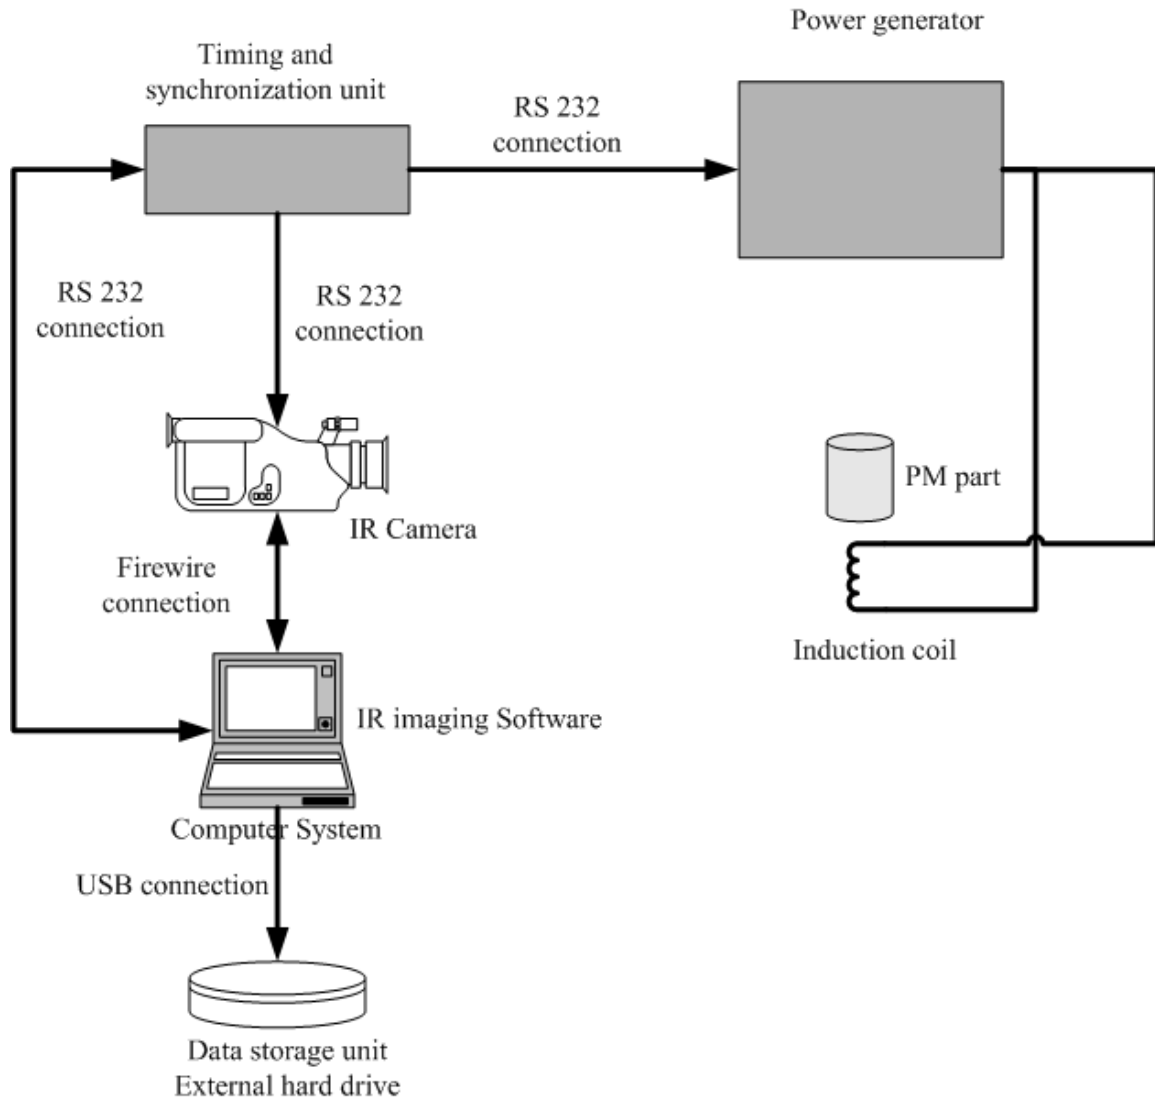 Power generator
Timing and
synchronization unit
RS 232
connection
RS 232
connection
RS 232
connection
PM part
IR Camera
Firewire
connection
Induction coil
IR imaging Software
Computer System
USB connection
Data storage unit
External hard drive